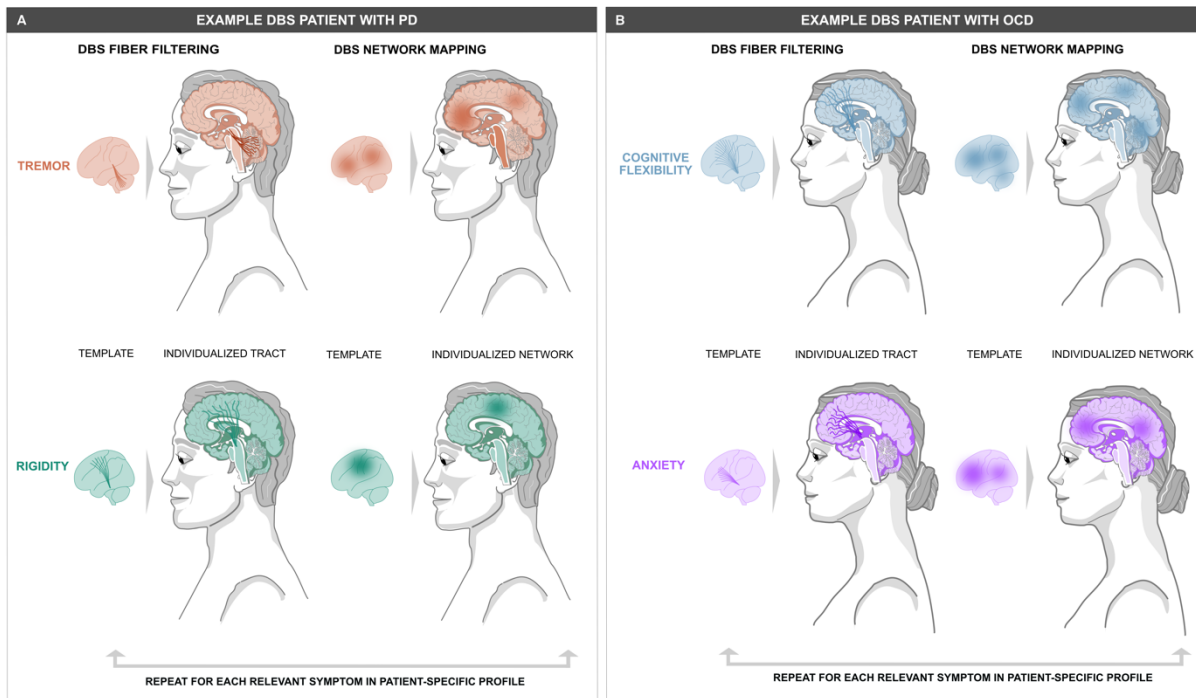 A
EXAMPLE DBS PATIENT WITH PD
DBS FIBER FILTERING
DBS NETWORK MAPPING
TREMOR
TEMPLATE
INDIVIDUALIZED TRACT
TEMPLATE
INDIVIDUALIZED NETWORK
RIGIDITY
REPEAT FOR EACH RELEVANT SYMPTOM IN PATIENT-SPECIFIC PROFILE
B
EXAMPLE DBS PATIENT WITH OCD
DBS FIBER FILTERING
DBS NETWORK MAPPING
COGNITIVE
FLEXIBILITY
TEMPLATE
INDIVIDUALIZED TRACT
TEMPLATE
INDIVIDUALIZED NETWORK
ANXIETY
REPEAT FOR EACH RELEVANT SYMPTOM IN PATIENT-SPECIFIC PROFILE